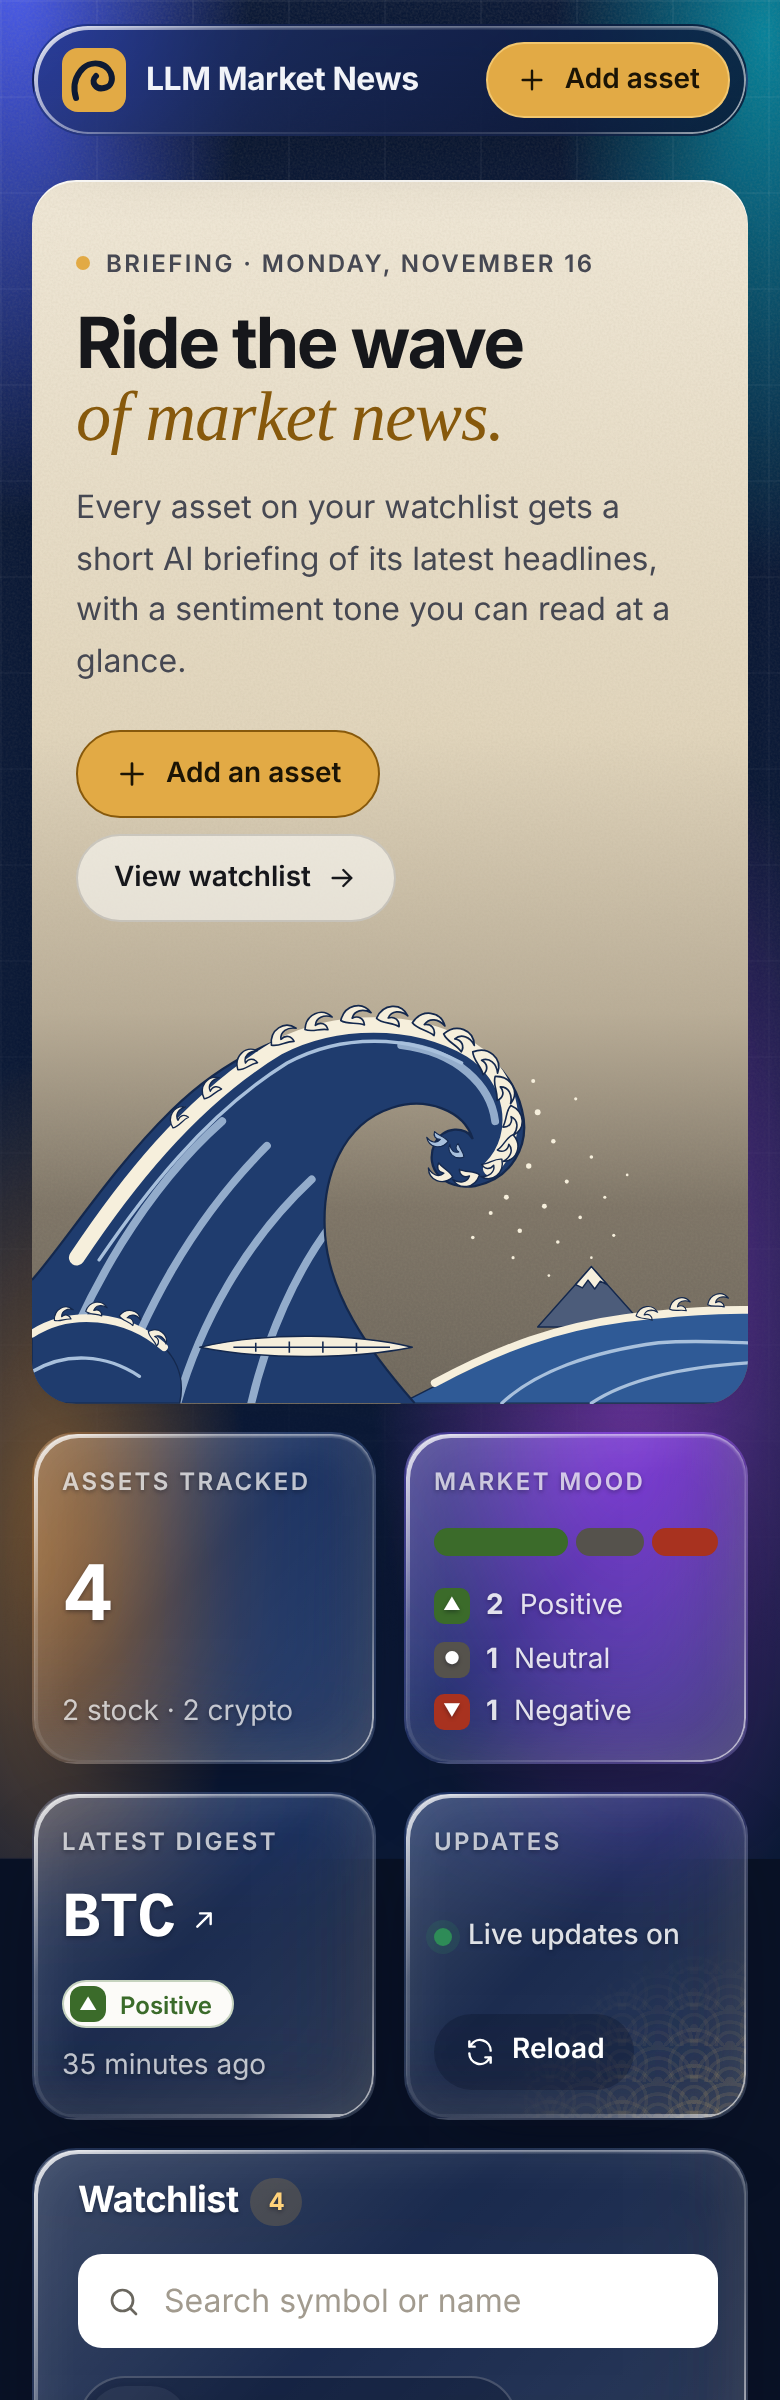 LLM Market News
Add asset
BRIEFING · MONDAY, NOVEMBER 16
Ride the wave
of market news.
Every asset on your watchlist gets a
short AI briefing of its latest headlines,
with a sentiment tone you can read at a
glance.
Add an asset
View watchlist
ASSETS TRACKED
4
2 stock · 2 crypto
MARKET MOOD
2 Positive
1 Neutral
1 Negative
LATEST DIGEST
BTC
Positive
35 minutes ago
UPDATES
Live updates on
Reload
Watchlist 4
Search symbol or name